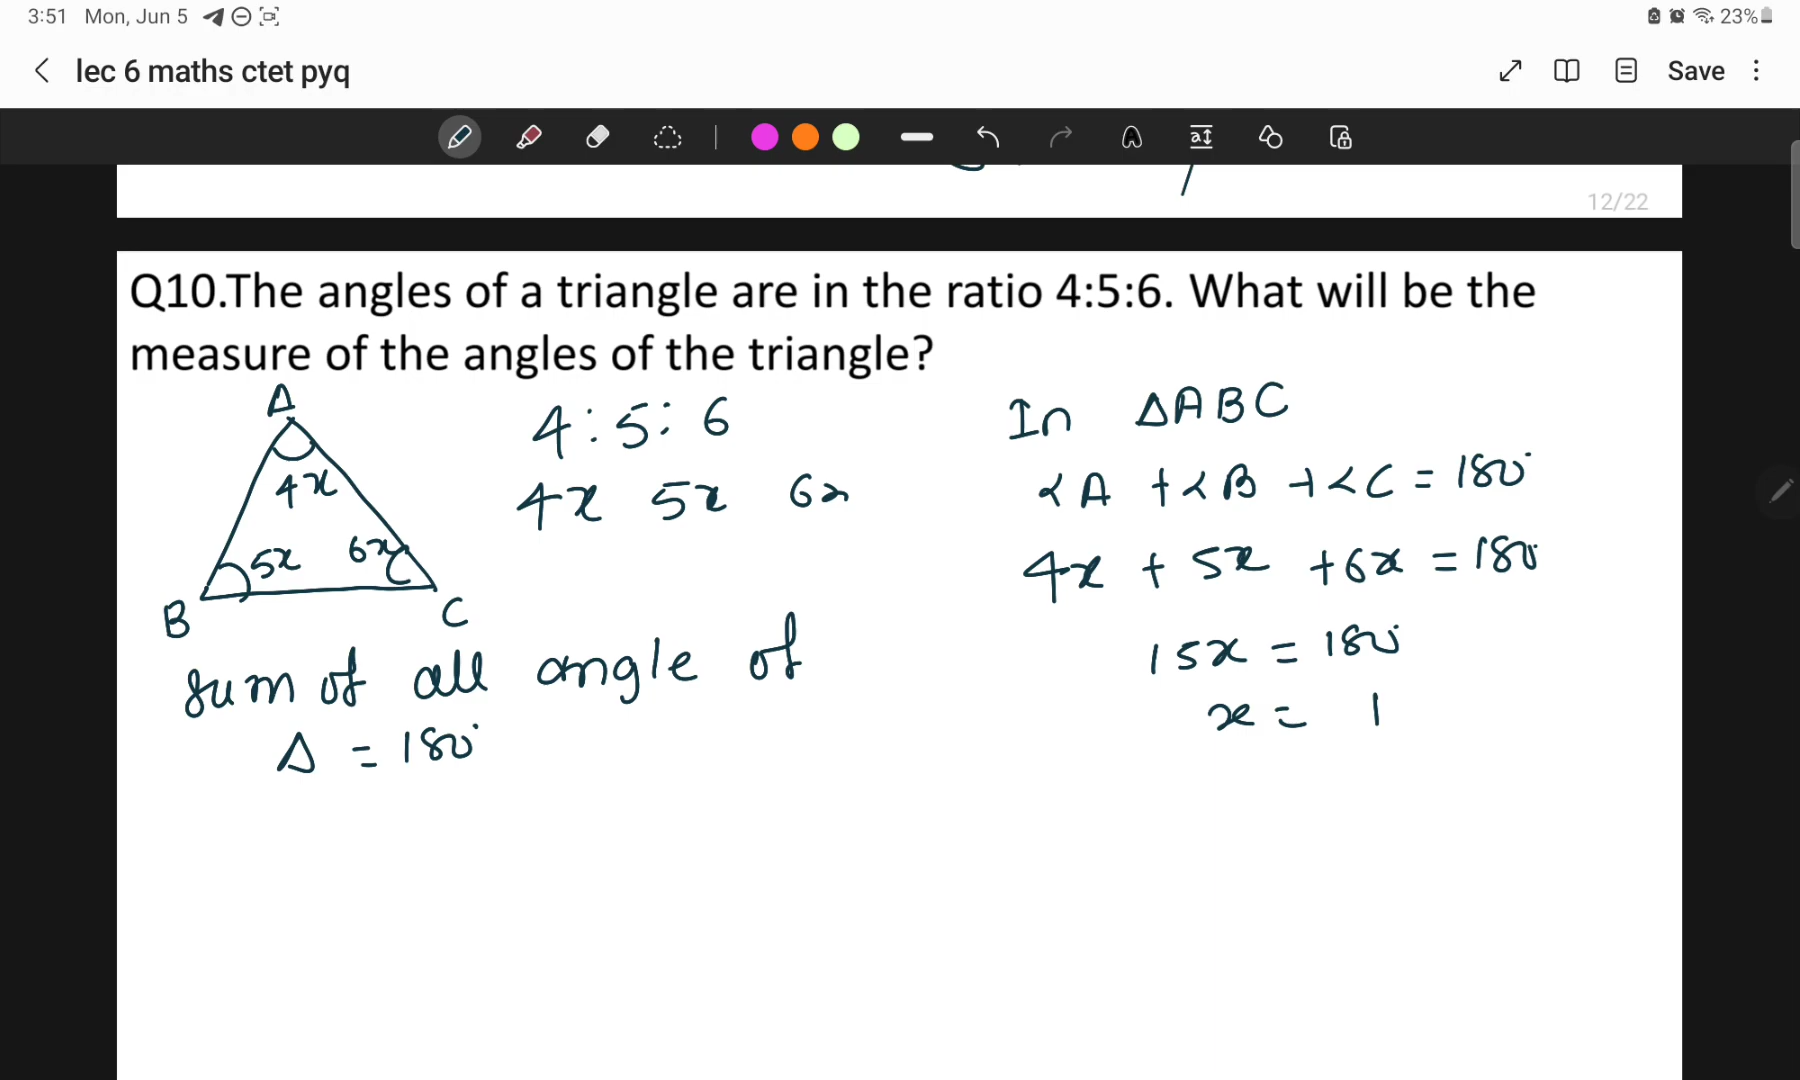 3:51 Mon, Jun 5
23%
lec 6 maths ctet pyq
Save
12/22
Q10.The angles of a triangle are in the ratio 4:5:6. What will be the
measure of the angles of the triangle?
A
4x
5x 6x
B C
4 : 5 : 6
4x 5x 6x
sum of all angle of
Δ = 180°
In ΔABC
∠A + ∠B + ∠C = 180°
4x + 5x + 6x = 180
15x = 180°
x = 1